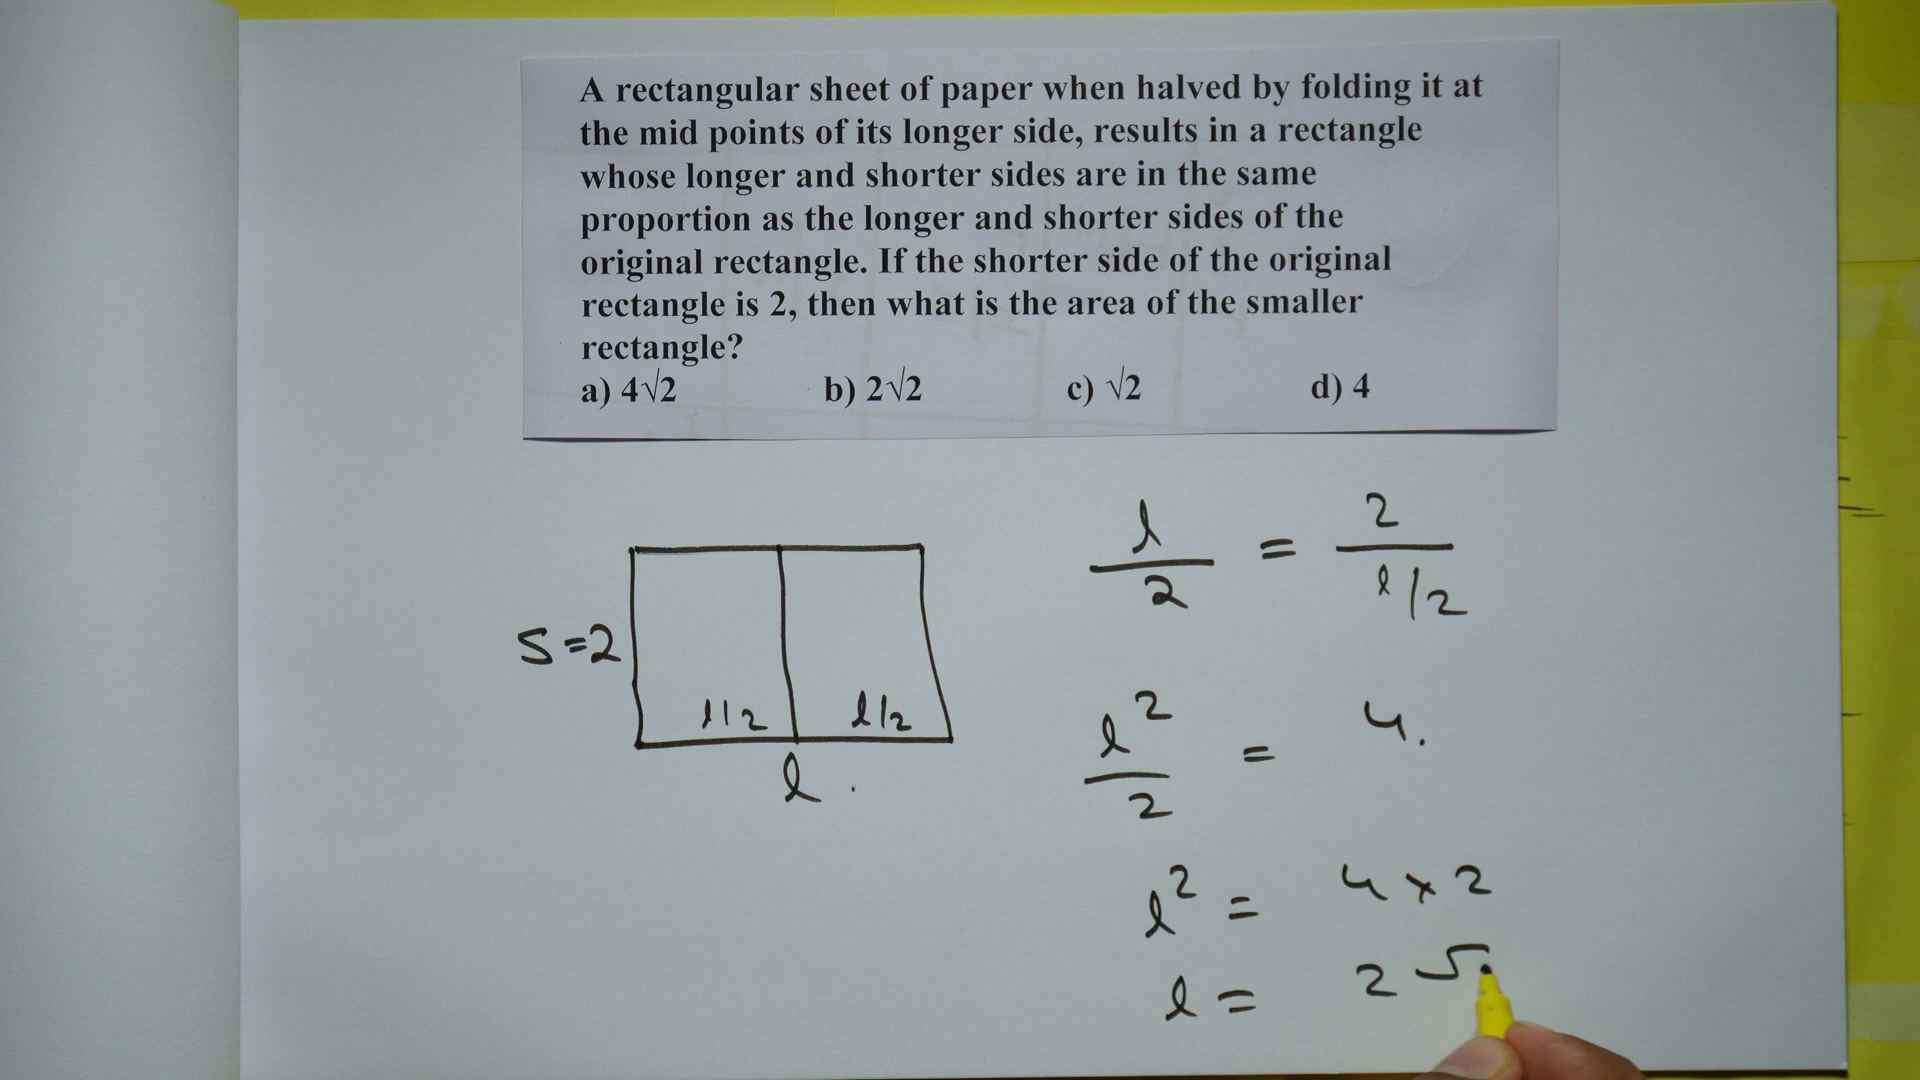 A rectangular sheet of paper when halved by folding it at
the mid points of its longer side, results in a rectangle
whose longer and shorter sides are in the same
proportion as the longer and shorter sides of the
original rectangle. If the shorter side of the original
rectangle is 2, then what is the area of the smaller
rectangle?
a) 4√2 b) 2√2 c) √2 d) 4
S=2
l/2 l/2
l.
l/2 = 2/(l/2)
l²/2 = 4.
l² = 4 × 2
l = 2√